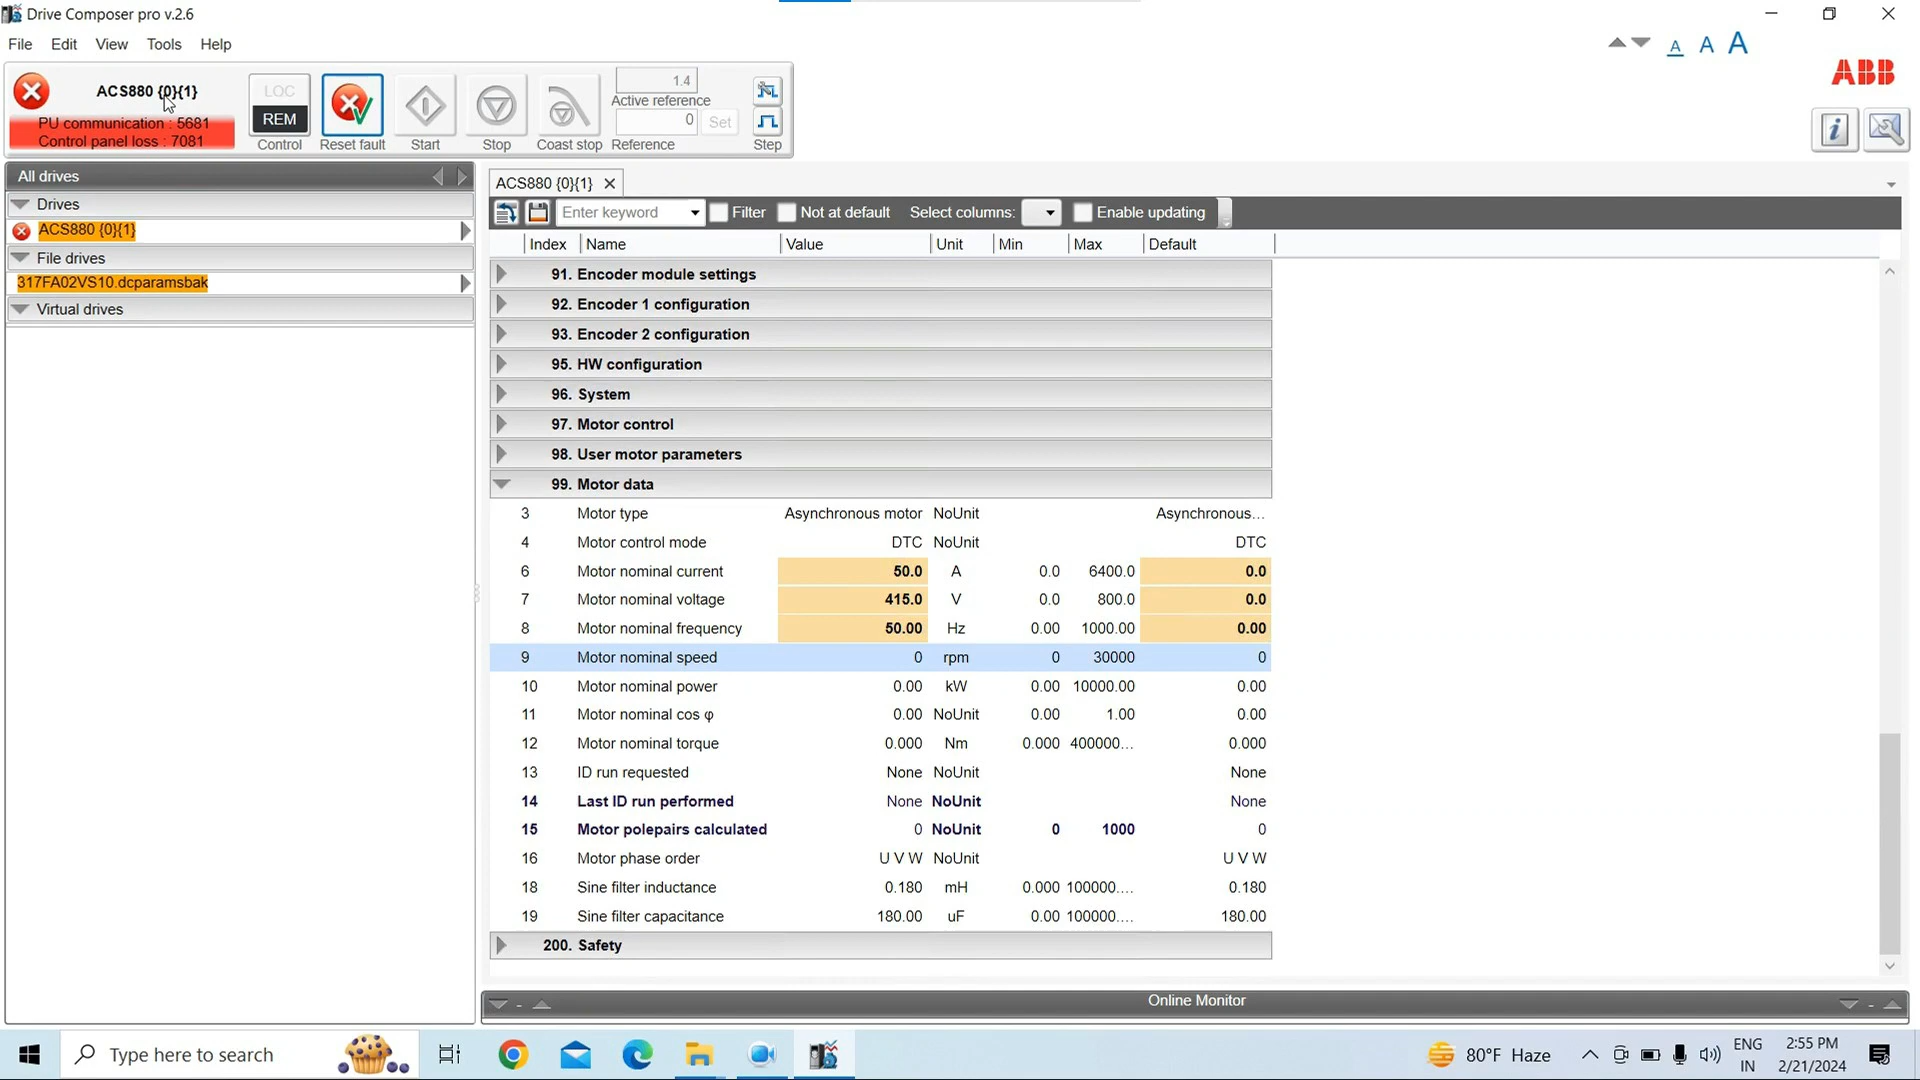 Drive Composer pro v.2.6
File Edit View Tools Help
A A A
ABB
ACS880 {0}{1}
PU communication : 5681
Control panel loss : 7081
LOC
REM
Control
Reset fault
Start
Stop
Coast stop
1.4
Active reference
0 Set
Reference
Step
All drives
Drives
ACS880 {0}{1}
File drives
317FA02VS10.dcparamsbak
Virtual drives
ACS880 {0}{1}
Enter keyword Filter Not at default Select columns: Enable updating
Index Name Value Unit Min Max Default
91. Encoder module settings
92. Encoder 1 configuration
93. Encoder 2 configuration
95. HW configuration
96. System
97. Motor control
98. User motor parameters
99. Motor data
3 Motor type Asynchronous motor NoUnit Asynchronous...
4 Motor control mode DTC NoUnit DTC
6 Motor nominal current 50.0 A 0.0 6400.0 0.0
7 Motor nominal voltage 415.0 V 0.0 800.0 0.0
8 Motor nominal frequency 50.00 Hz 0.00 1000.00 0.00
9 Motor nominal speed 0 rpm 0 30000 0
10 Motor nominal power 0.00 kW 0.00 10000.00 0.00
11 Motor nominal cos φ 0.00 NoUnit 0.00 1.00 0.00
12 Motor nominal torque 0.000 Nm 0.000 400000... 0.000
13 ID run requested None NoUnit None
14 Last ID run performed None NoUnit None
15 Motor polepairs calculated 0 NoUnit 0 1000 0
16 Motor phase order U V W NoUnit U V W
18 Sine filter inductance 0.180 mH 0.000 100000.... 0.180
19 Sine filter capacitance 180.00 uF 0.00 100000.... 180.00
200. Safety
Online Monitor
Type here to search
80°F Haze
ENG
IN
2:55 PM
2/21/2024